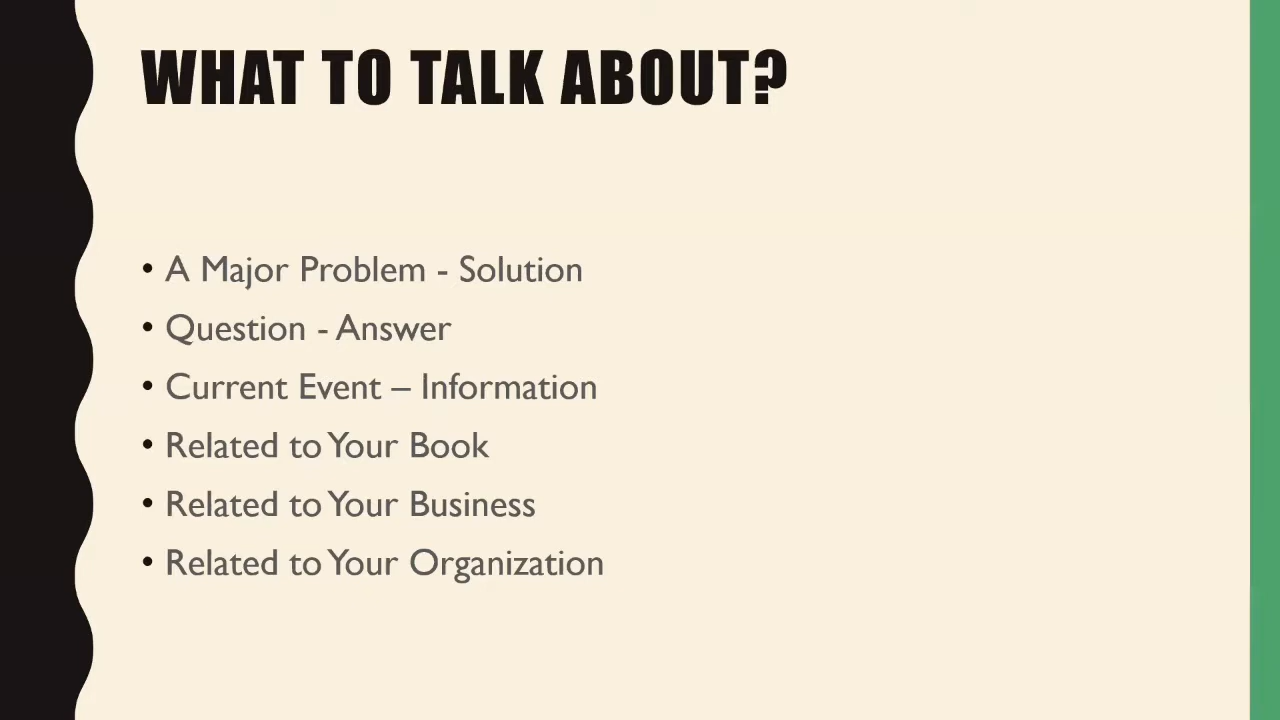 WHAT TO TALK ABOUT?
• A Major Problem - Solution
• Question - Answer
• Current Event – Information
• Related to Your Book
• Related to Your Business
• Related to Your Organization